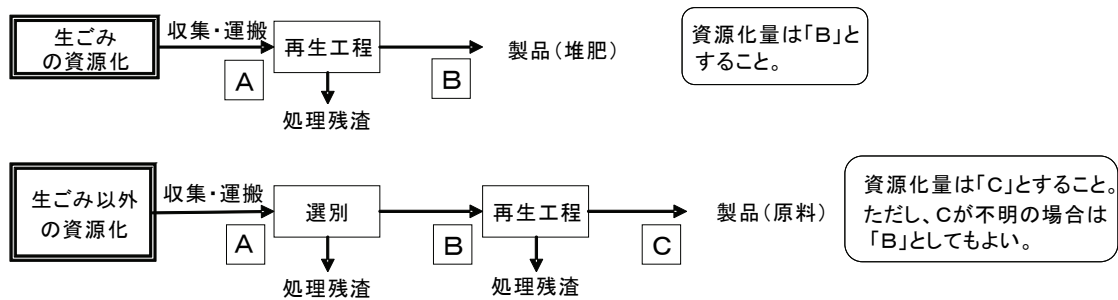 生ごみ
の資源化
収集・運搬
A
再生工程
B
処理残渣
製品（堆肥）
資源化量は「B」と
すること。
生ごみ以外
の資源化
収集・運搬
A
選別
処理残渣
B
再生工程
処理残渣
C
製品（原料）
資源化量は「C」とすること。
ただし、Cが不明の場合は
「B」としてもよい。